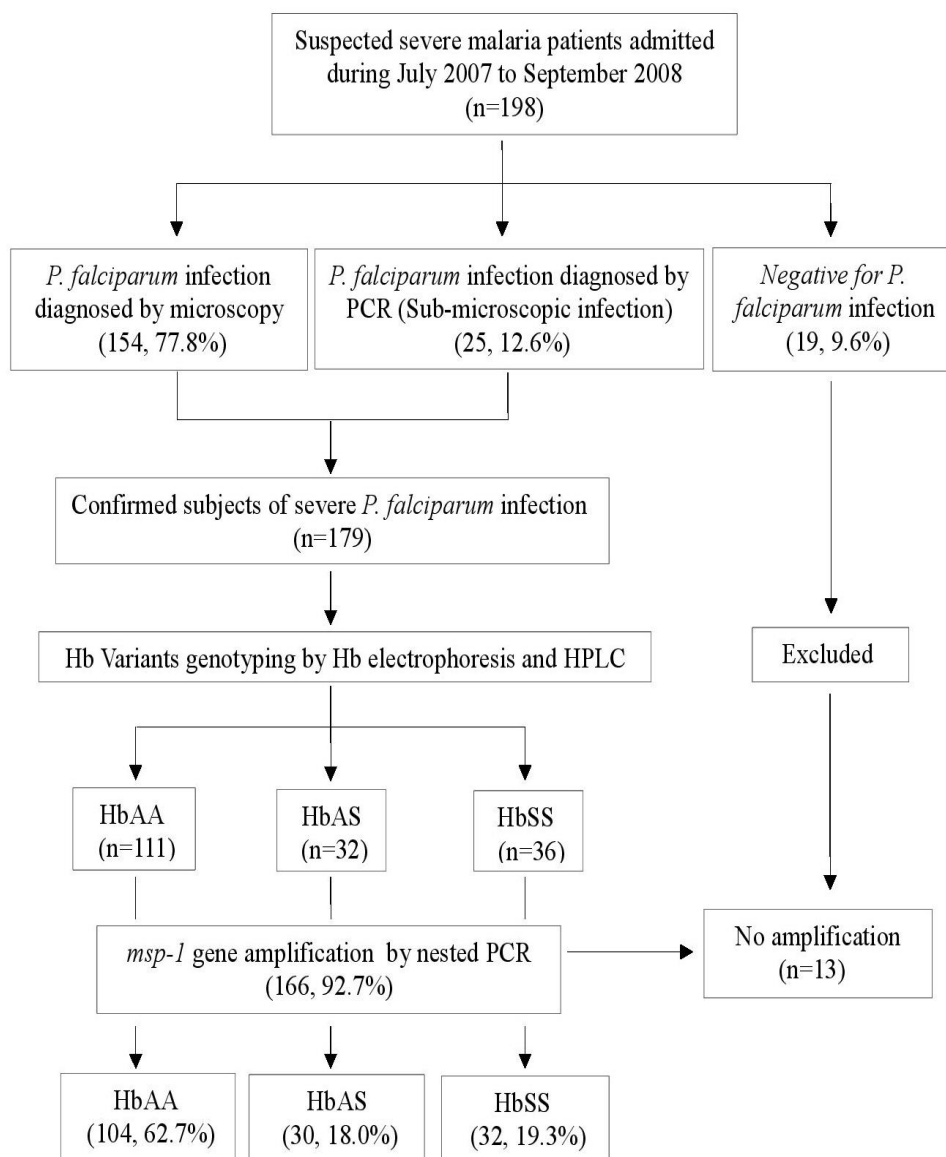 Suspected severe malaria patients admitted
during July 2007 to September 2008
(n=198)
P. falciparum infection
diagnosed by microscopy
(154, 77.8%)
P. falciparum infection diagnosed by
PCR (Sub-microscopic infection)
(25, 12.6%)
Negative for P.
falciparum infection
(19, 9.6%)
Confirmed subjects of severe P. falciparum infection
(n=179)
Hb Variants genotyping by Hb electrophoresis and HPLC
Excluded
HbAA
(n=111)
HbAS
(n=32)
HbSS
(n=36)
msp-1 gene amplification by nested PCR
(166, 92.7%)
No amplification
(n=13)
HbAA
(104, 62.7%)
HbAS
(30, 18.0%)
HbSS
(32, 19.3%)